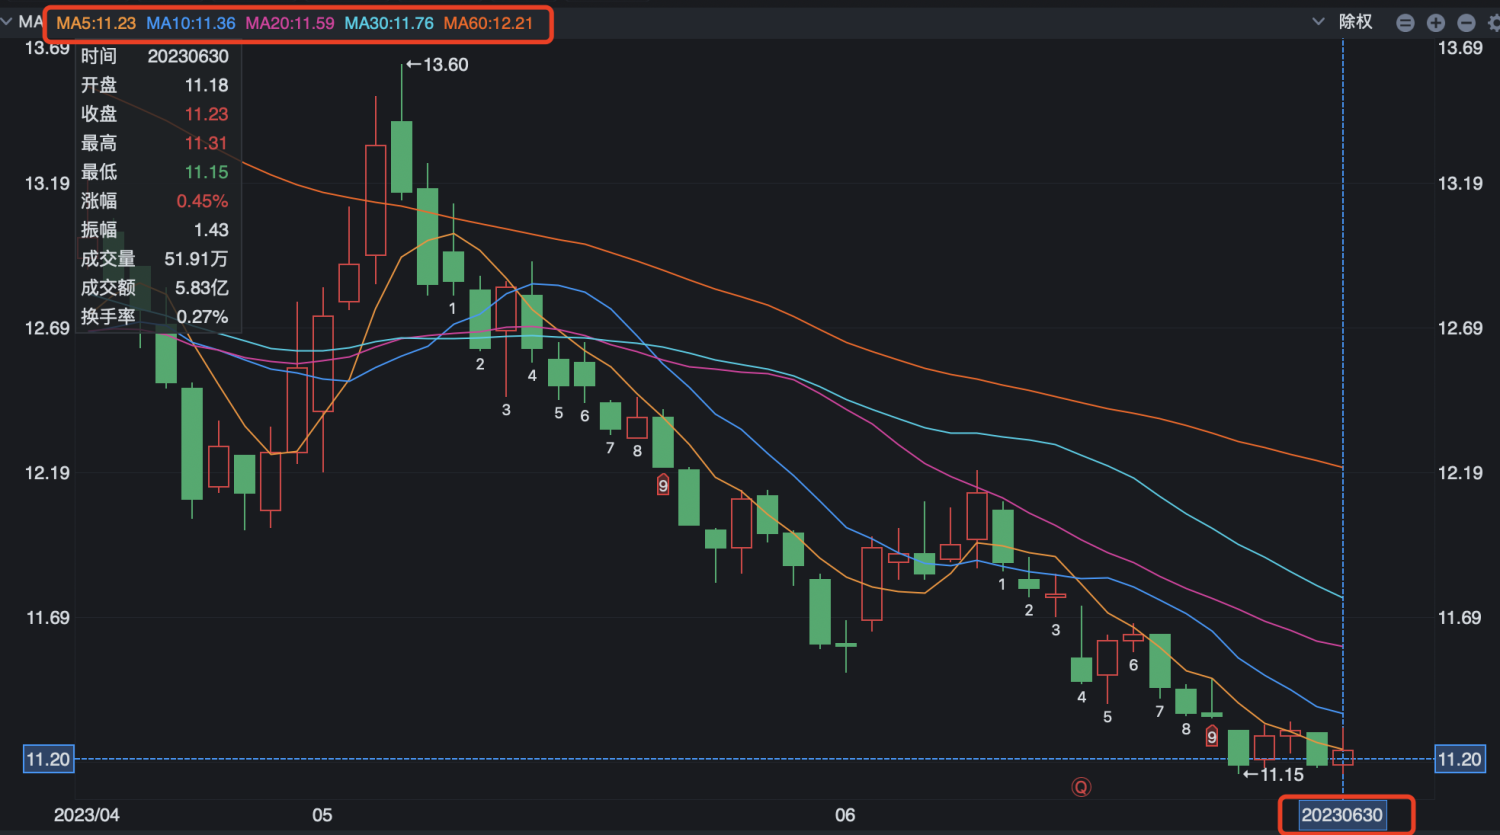 MA MA5:11.23 MA10:11.36 MA20:11.59 MA30:11.76 MA60:12.21 除权
13.69 13.69
时间 20230630
开盘 11.18
收盘 11.23
最高 11.31
最低 11.15
涨幅 0.45%
振幅 1.43
成交量 51.91万
成交额 5.83亿
换手率 0.27%
←13.60
13.19 13.19
12.69 12.69
1
2
3
4
5
6
7
8
9
12.19 12.19
1
2
3
4
5
6
7
8
9
11.69 11.69
11.20 11.20
←11.15
Q
2023/04 05 06 20230630